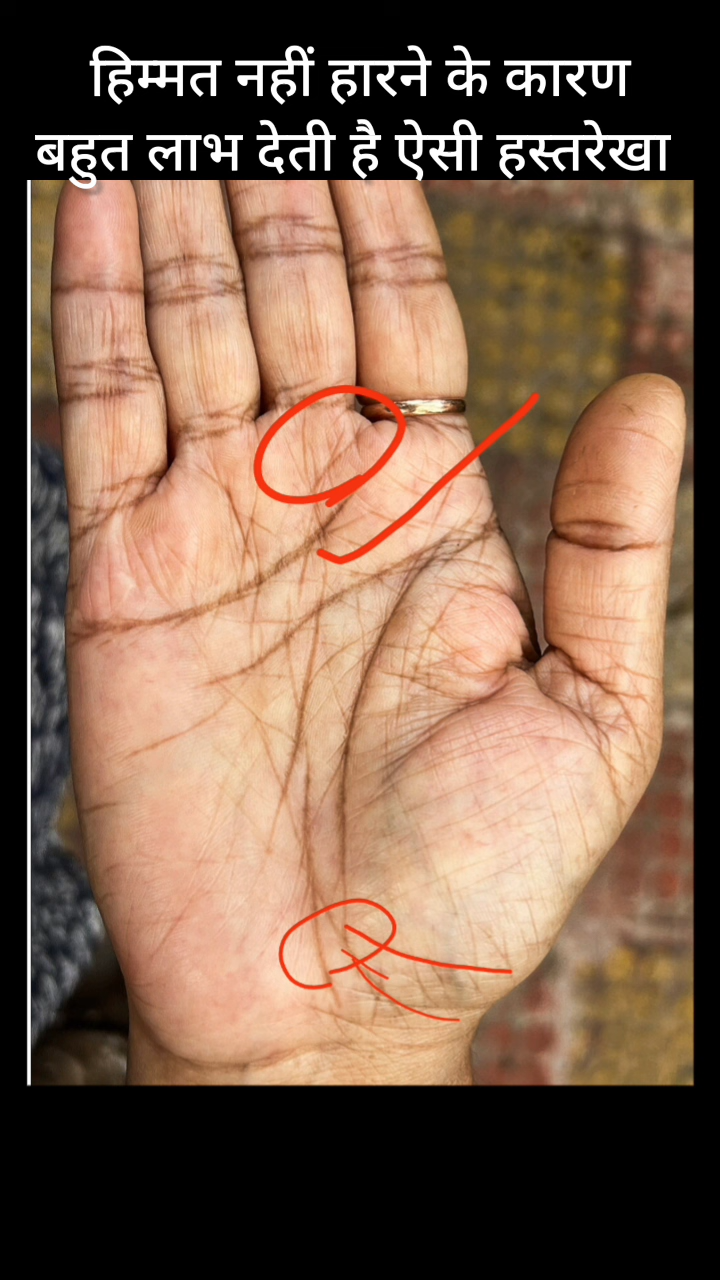 हिम्मत नहीं हारने के कारण
बहुत लाभ देती है ऐसी हस्तरेखा